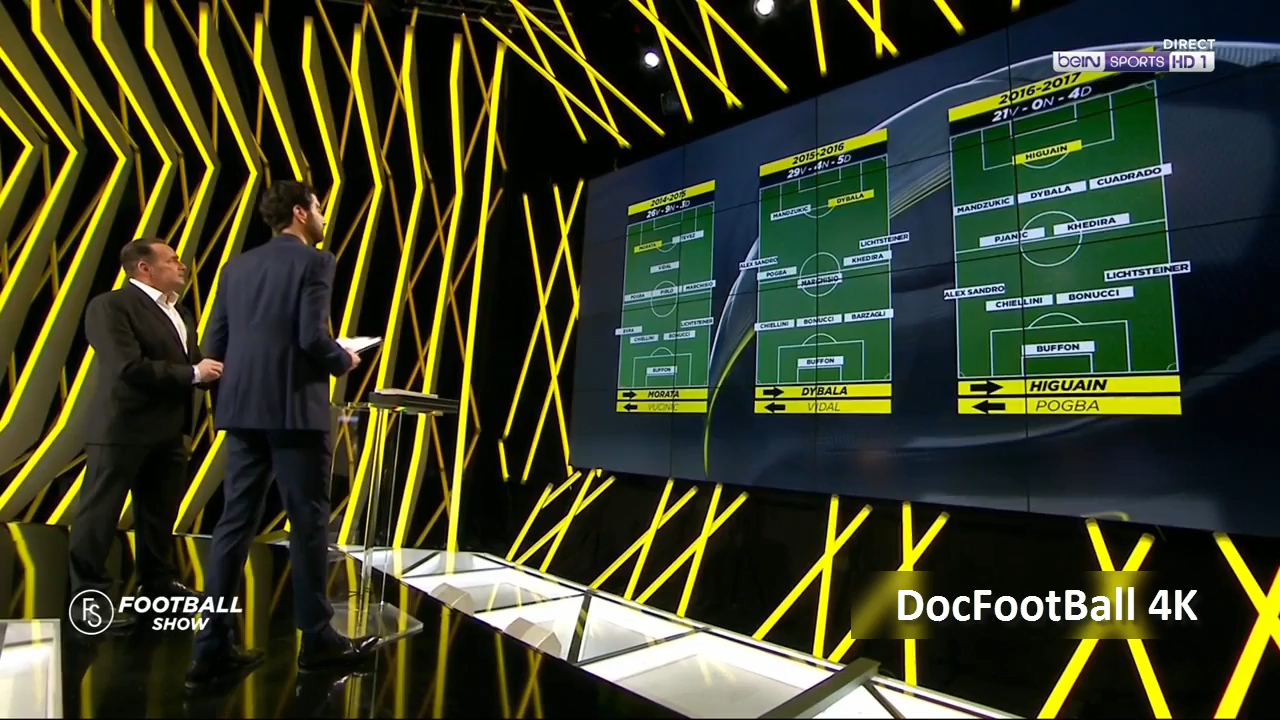 DIRECT
beIN SPORTS HD 1
2014-2015
26V - 9N - 3D
MORATA TEVEZ
VIDAL
POGBA PIRLO MARCHISIO
EVRA LICHTSTEINER
CHIELLINI BONUCCI
BUFFON
MORATA
VUCINIC
2015-2016
29V - 4N - 5D
MANDZUKIC DYBALA
ALEX SANDRO LICHTSTEINER
POGBA KHEDIRA
MARCHISIO
CHIELLINI BONUCCI BARZAGLI
BUFFON
DYBALA
VIDAL
2016-2017
21V - 0N - 4D
HIGUAIN
MANDZUKIC DYBALA CUADRADO
PJANIC KHEDIRA
ALEX SANDRO LICHTSTEINER
CHIELLINI BONUCCI
BUFFON
HIGUAIN
POGBA
FS FOOTBALL
SHOW
DocFootBall 4K